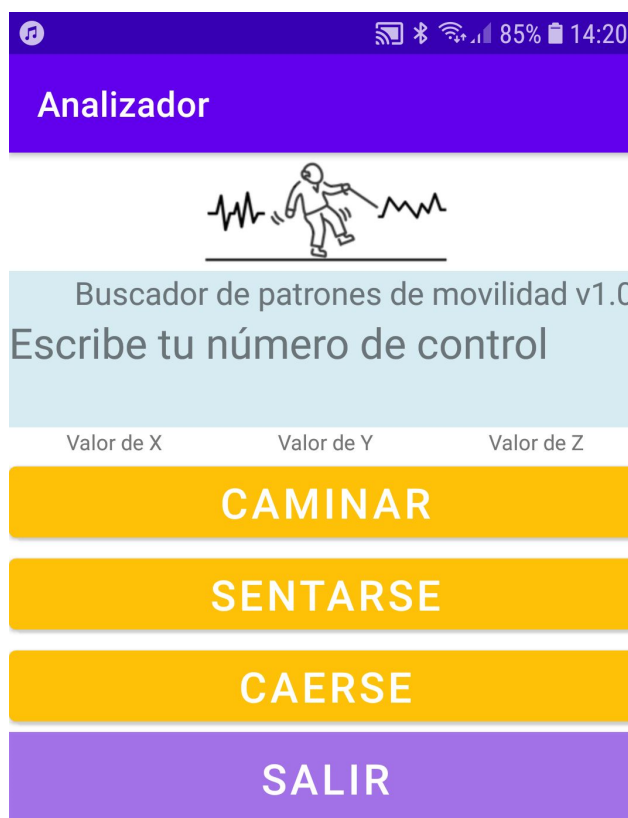 85% 14:20
Analizador
Buscador de patrones de movilidad v1.0
Escribe tu número de control
Valor de X Valor de Y Valor de Z
CAMINAR
SENTARSE
CAERSE
SALIR